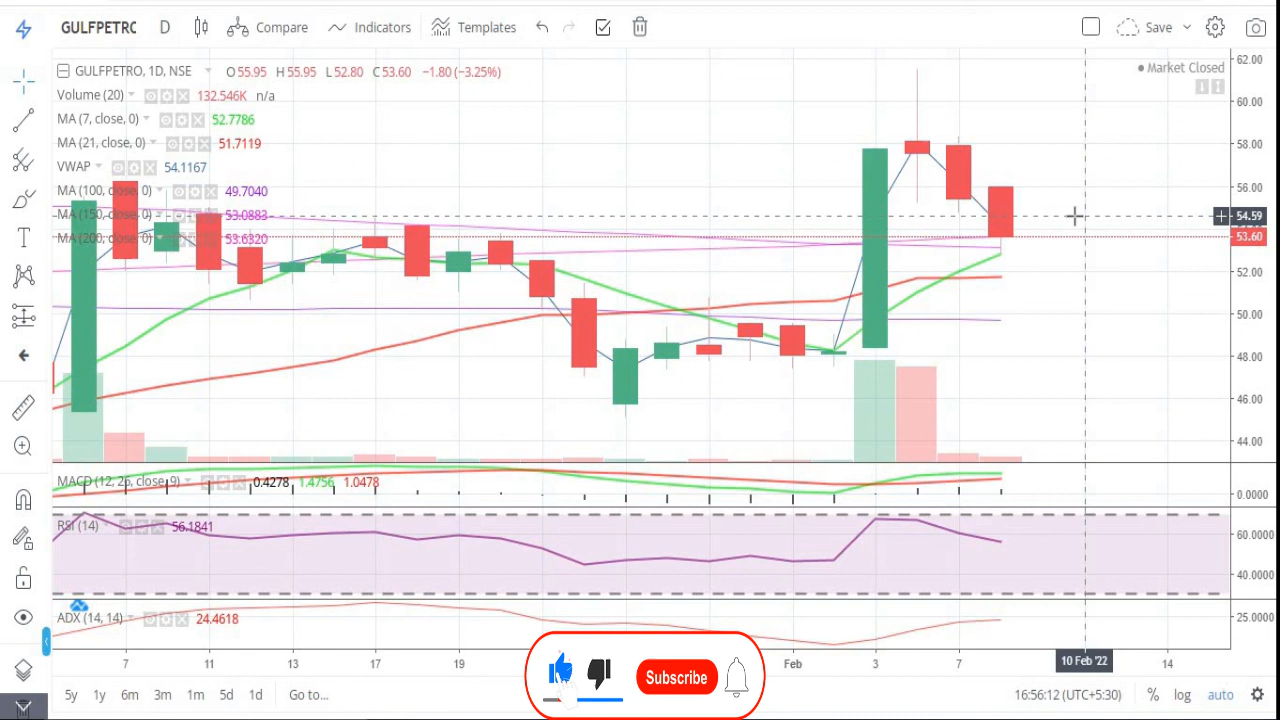 GULFPETRO D Compare Indicators Templates Save
GULFPETRO, 1D, NSE O55.95 H55.95 L52.80 C53.60 −1.80 (−3.25%)
Market Closed
Volume (20) 132.546K n/a
MA (7, close, 0) 52.7786
MA (21, close, 0) 51.7119
VWAP 54.1167
MA (100, close, 0) 49.7040
MA (150, close, 0) 53.0883
MA (200, close, 0) 53.6320
62.00
60.00
58.00
56.00
54.59
53.60
52.00
50.00
48.00
46.00
44.00
MACD (12, 26, close, 9) 0.4278 1.4756 1.0478
0.0000
RSI (14) 56.1841
60.0000
40.0000
ADX (14, 14) 24.4618
25.0000
7 11 13 17 19 Feb 3 7 10 Feb '22 14
Subscribe
5y 1y 6m 3m 1m 5d 1d Go to... 16:56:12 (UTC+5:30) % log auto